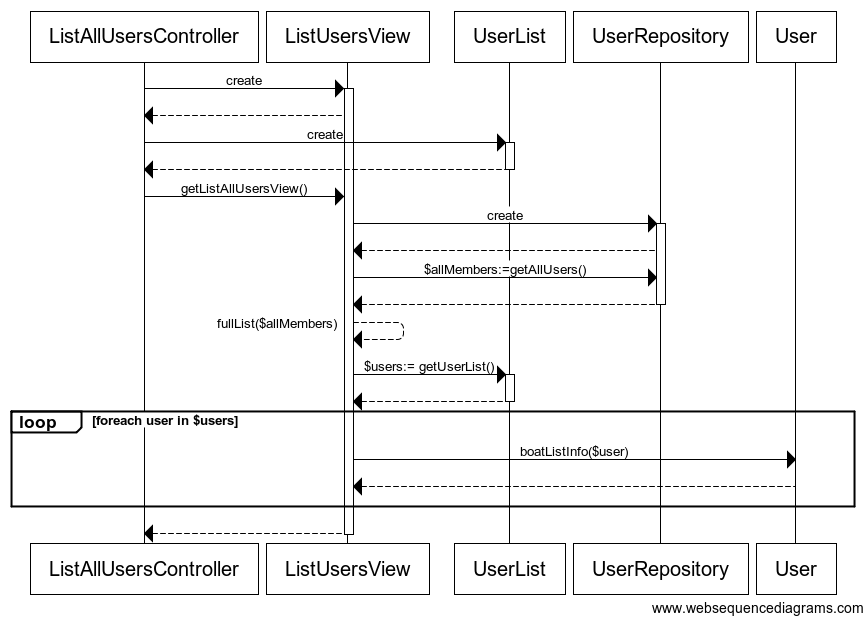 ListAllUsersController
ListUsersView
UserList
UserRepository
User
create
create
getListAllUsersView()
create
$allMembers:=getAllUsers()
fullList($allMembers)
$users:= getUserList()
loop
[foreach user in $users]
boatListInfo($user)
ListAllUsersController
ListUsersView
UserList
UserRepository
User
www.websequencediagrams.com